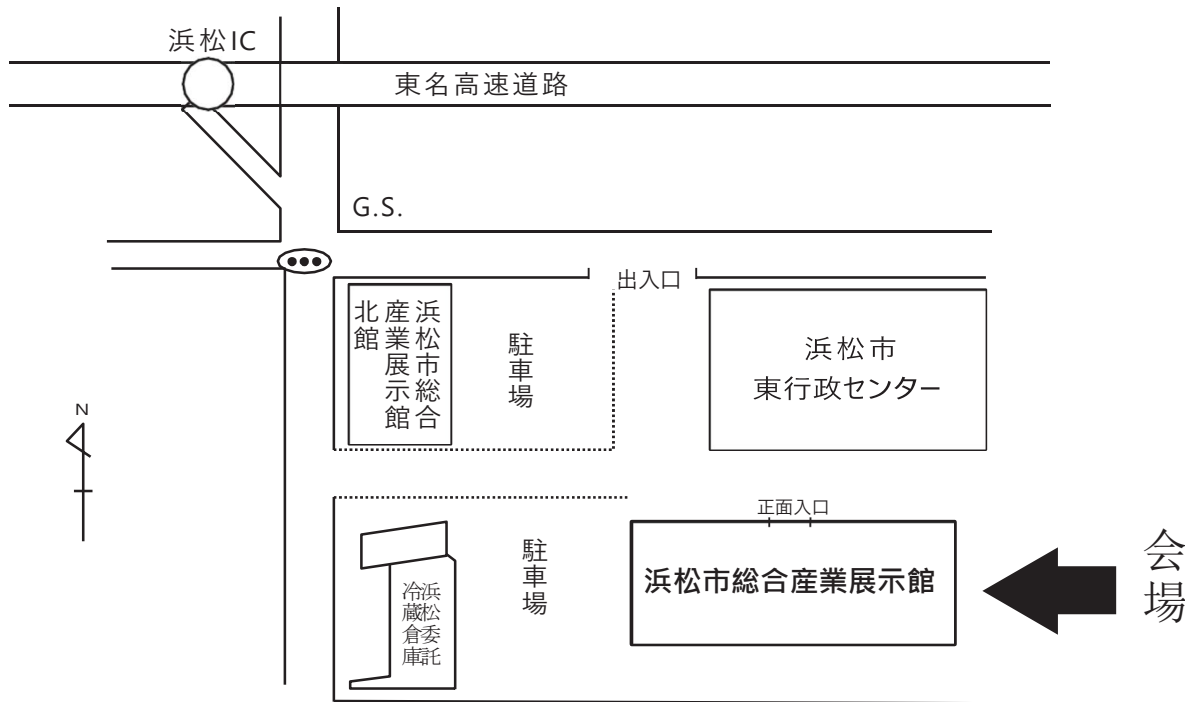 浜松IC
東名高速道路
G.S.
出入口
浜松市総合
産業展示館
北館
駐車場
浜松市
東行政センター
N
正面入口
浜松市総合産業展示館
会場
駐車場
浜松委託
冷蔵倉庫